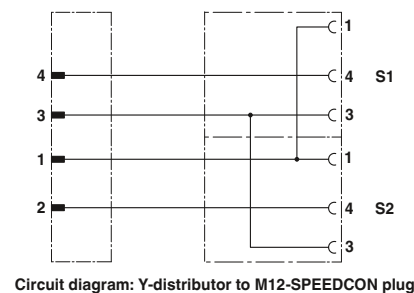 1
4 4 S1
3 3
1 1
2 4 S2
3
Circuit diagram: Y-distributor to M12-SPEEDCON plug